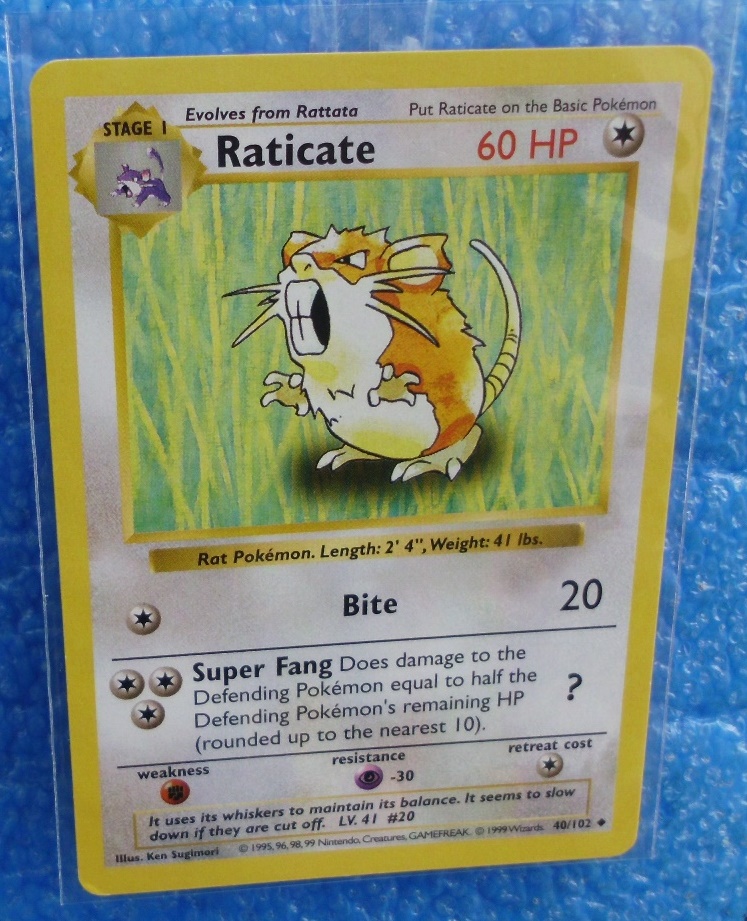 Evolves from Rattata Put Raticate on the Basic Pokémon
STAGE 1
Raticate 60 HP
Rat Pokémon. Length: 2' 4", Weight: 41 lbs.
Bite 20
Super Fang Does damage to the
Defending Pokémon equal to half the
Defending Pokémon's remaining HP
(rounded up to the nearest 10).
?
weakness resistance retreat cost
-30
It uses its whiskers to maintain its balance. It seems to slow
down if they are cut off. LV. 41 #20
Illus. Ken Sugimori © 1995, 96, 98, 99 Nintendo, Creatures, GAMEFREAK. © 1999 Wizards. 40/102